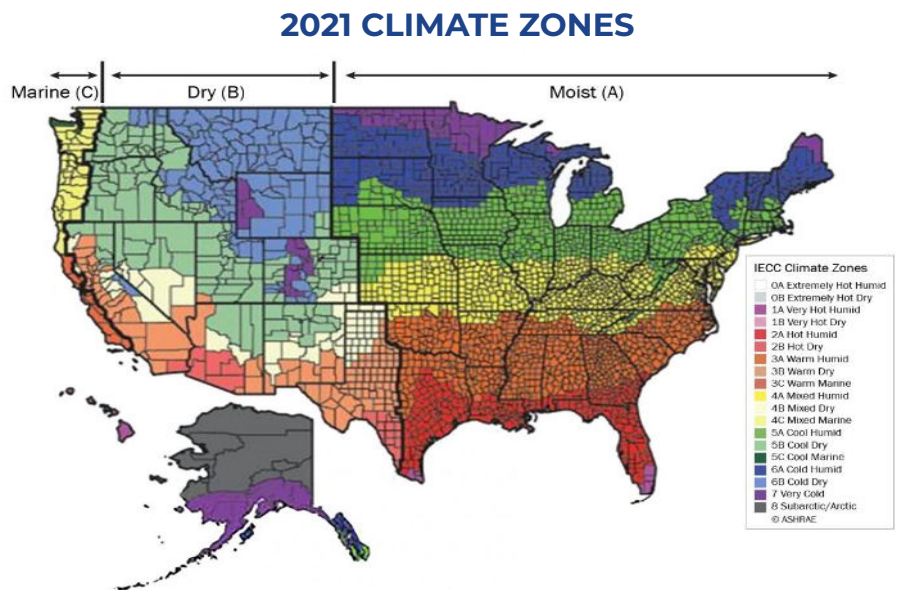 2021 CLIMATE ZONES
Marine (C)
Dry (B)
Moist (A)
IECC Climate Zones
0A Extremely Hot Humid
0B Extremely Hot Dry
1A Very Hot Humid
1B Very Hot Dry
2A Hot Humid
2B Hot Dry
3A Warm Humid
3B Warm Dry
3C Warm Marine
4A Mixed Humid
4B Mixed Dry
4C Mixed Marine
5A Cool Humid
5B Cool Dry
5C Cool Marine
6A Cold Humid
6B Cold Dry
7 Very Cold
8 Subarctic/Arctic
© ASHRAE